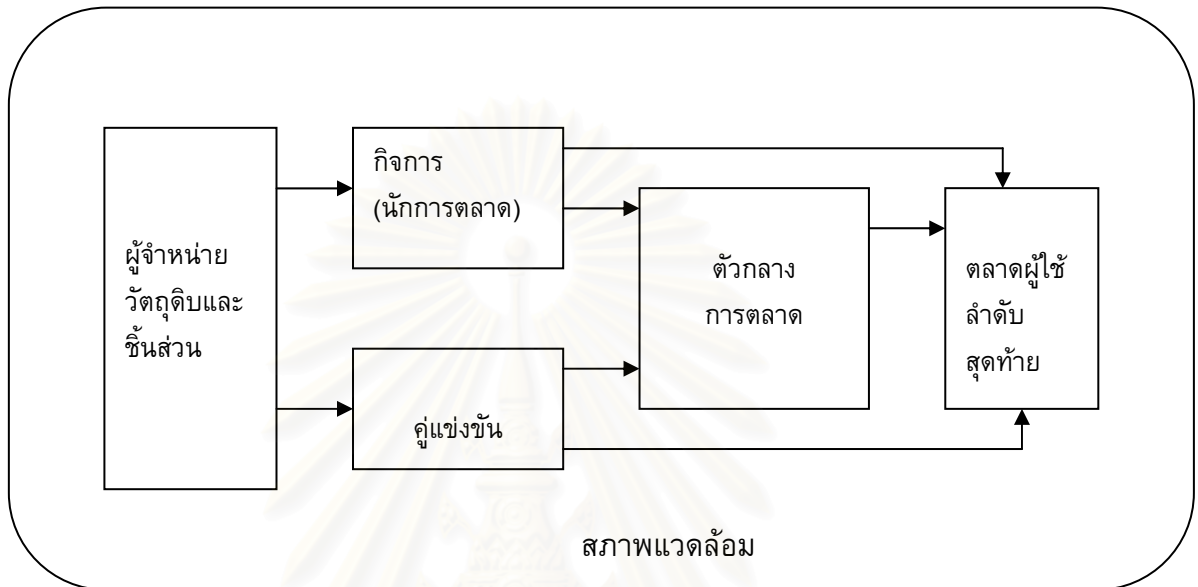 ผู้จำหน่าย
วัตถุดิบและ
ชิ้นส่วน
กิจการ
(นักการตลาด)
คู่แข่งขัน
ตัวกลาง
การตลาด
ตลาดผู้ใช้
ลำดับ
สุดท้าย
สภาพแวดล้อม